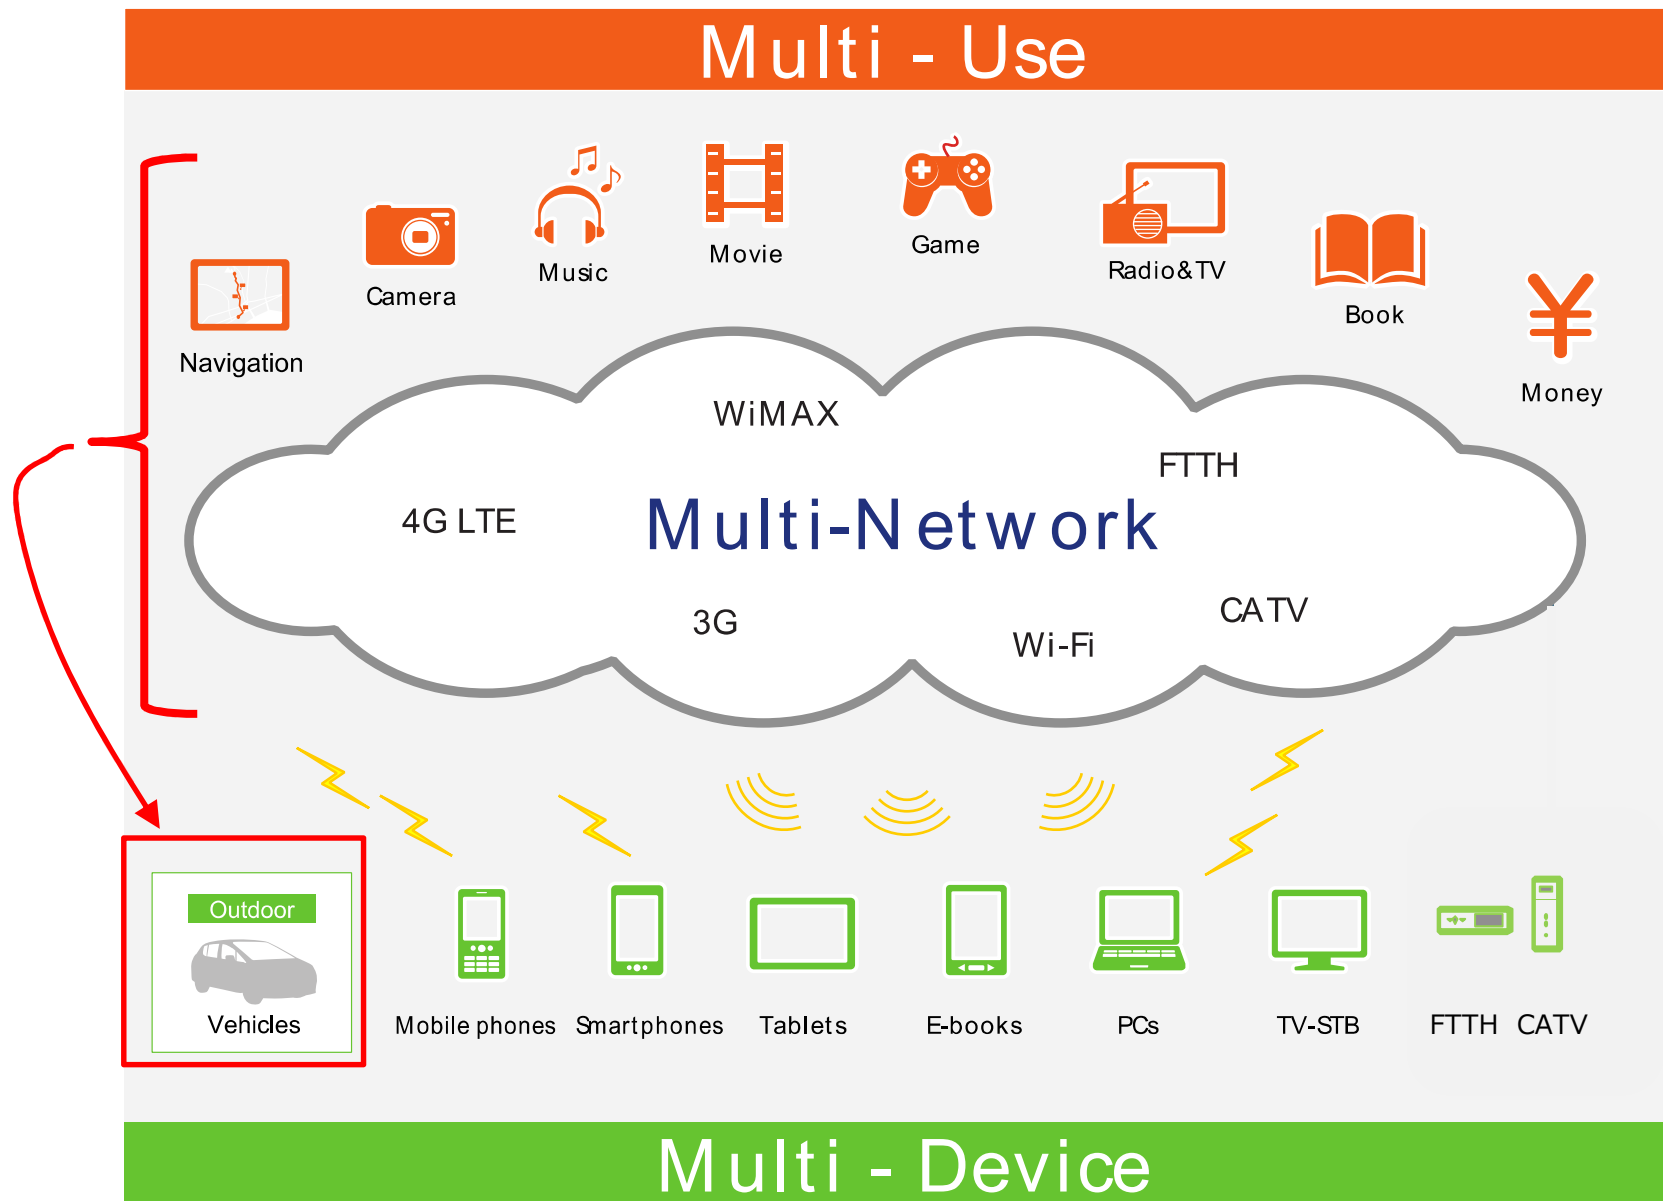 Multi - Use
Navigation
Camera
Music
Movie
Game
Radio&TV
Book
Money
WiMAX
FTTH
4G LTE
Multi-Network
3G
Wi-Fi
CATV
Outdoor
Vehicles
Mobile phones
Smartphones
Tablets
E-books
PCs
TV-STB
FTTH
CATV
Multi - Device